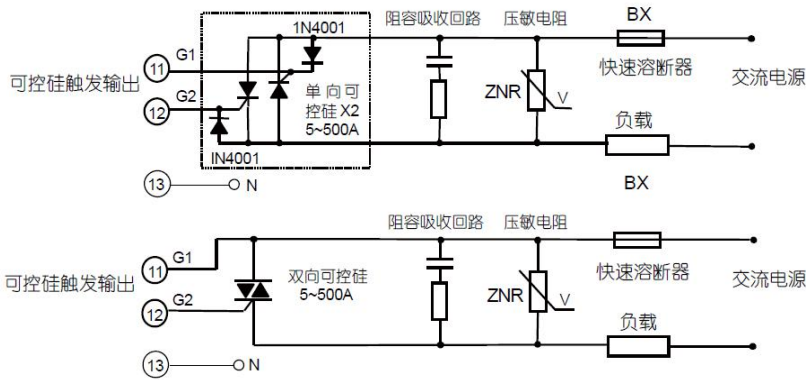 1N4001
阻容吸收回路
压敏电阻
BX
G1
11
可控硅触发输出
G2
12
单向可
控硅X2
5~500A
ZNR
V
快速溶断器
交流电源
负载
IN4001
13
N
BX
阻容吸收回路
压敏电阻
G1
11
可控硅触发输出
G2
12
双向可控硅
5~500A
ZNR
V
快速溶断器
交流电源
负载
13
N